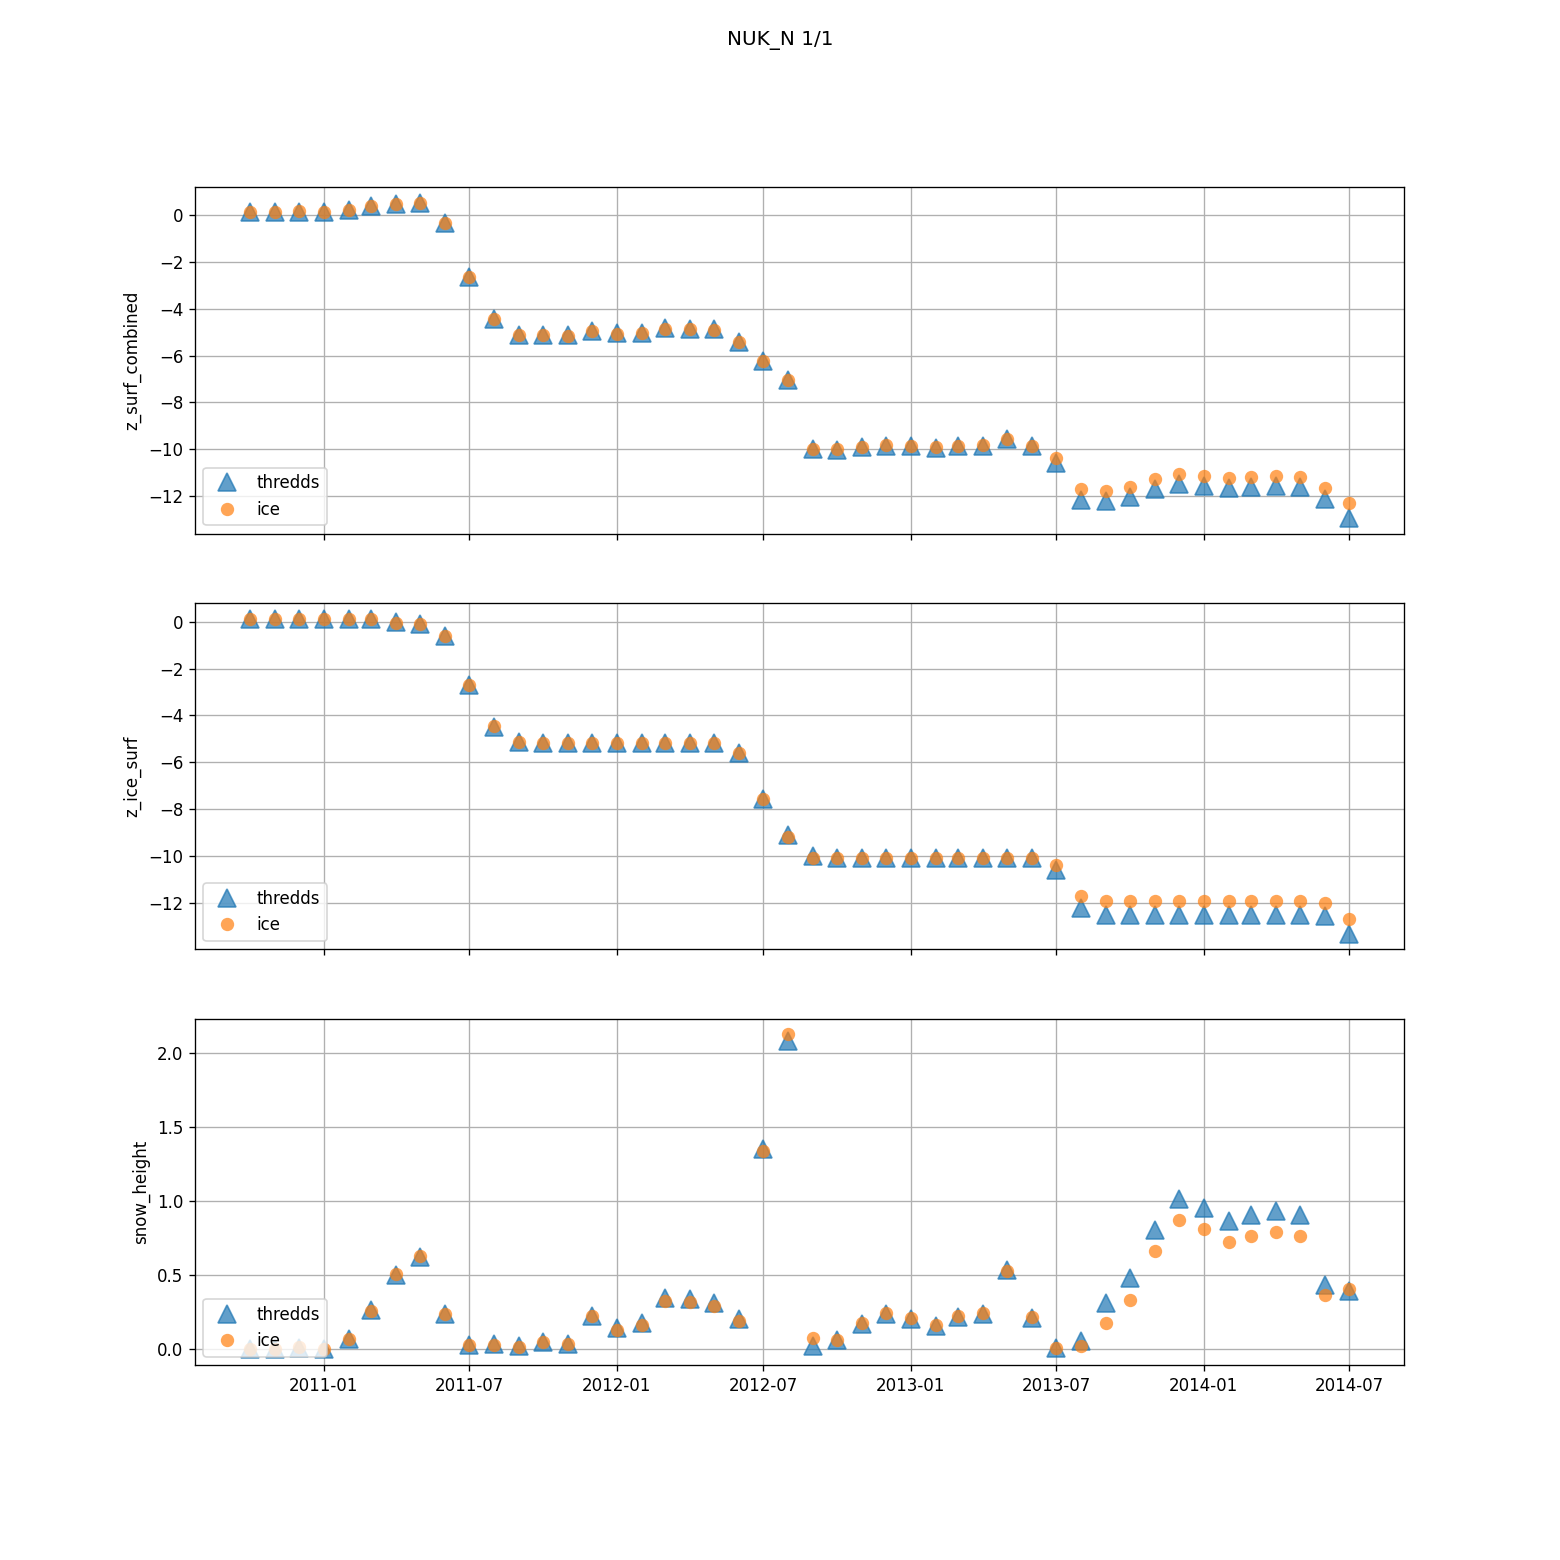 NUK_N 1/1
z_surf_combined
0
−2
−4
−6
−8
−10
−12
thredds
ice
z_ice_surf
0
−2
−4
−6
−8
−10
−12
thredds
ice
snow_height
2.0
1.5
1.0
0.5
0.0
thredds
ice
2011-01 2011-07 2012-01 2012-07 2013-01 2013-07 2014-01 2014-07